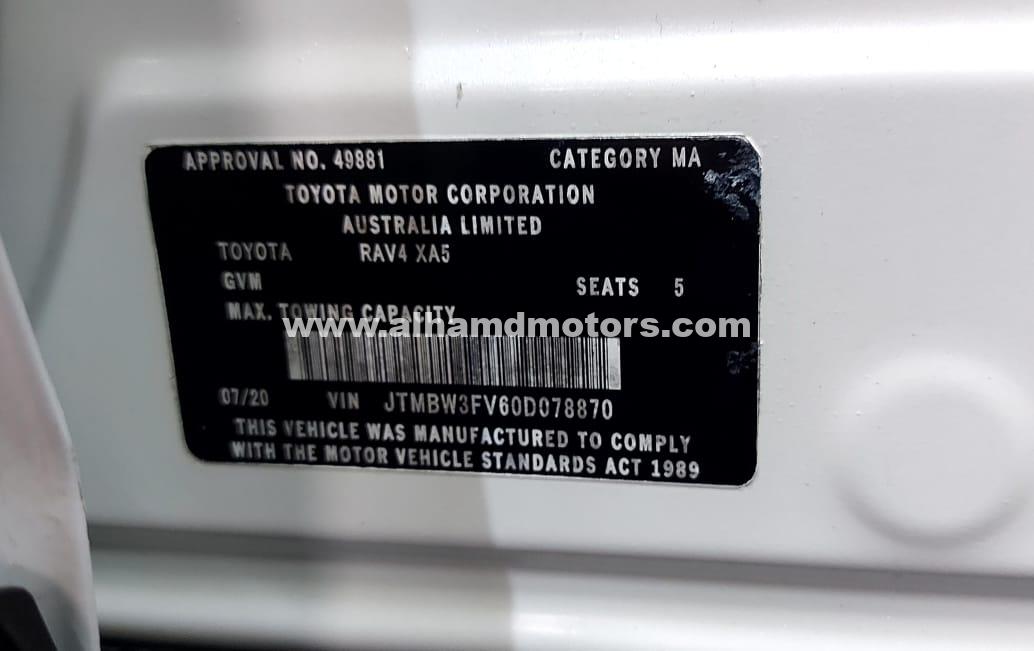 APPROVAL NO. 49881 CATEGORY MA
TOYOTA MOTOR CORPORATION
AUSTRALIA LIMITED
TOYOTA RAV4 XA5
GVM SEATS 5
MAX. TOWING CAPACITY
www.alhamdmotors.com
07/20 VIN JTMBW3FV60D078870
THIS VEHICLE WAS MANUFACTURED TO COMPLY
WITH THE MOTOR VEHICLE STANDARDS ACT 1989